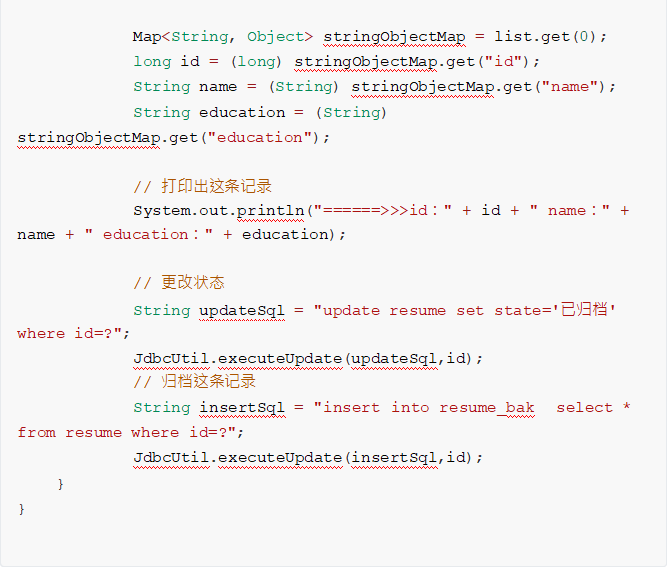 Map<String, Object> stringObjectMap = list.get(0);
long id = (long) stringObjectMap.get("id");
String name = (String) stringObjectMap.get("name");
String education = (String)
stringObjectMap.get("education");
// 打印出这条记录
System.out.println("======>>>id：" + id + " name：" +
name + " education：" + education);
// 更改状态
String updateSql = "update resume set state='已归档'
where id=?";
JdbcUtil.executeUpdate(updateSql,id);
// 归档这条记录
String insertSql = "insert into resume_bak  select *
from resume where id=?";
JdbcUtil.executeUpdate(insertSql,id);
}
}